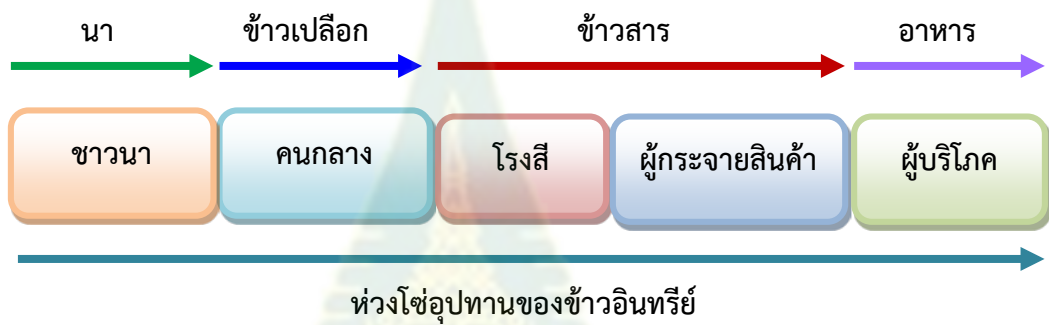 นา ข้าวเปลือก ข้าวสาร อาหาร
ชาวนา คนกลาง โรงสี ผู้กระจายสินค้า ผู้บริโภค
ห่วงโซ่อุปทานของข้าวอินทรีย์